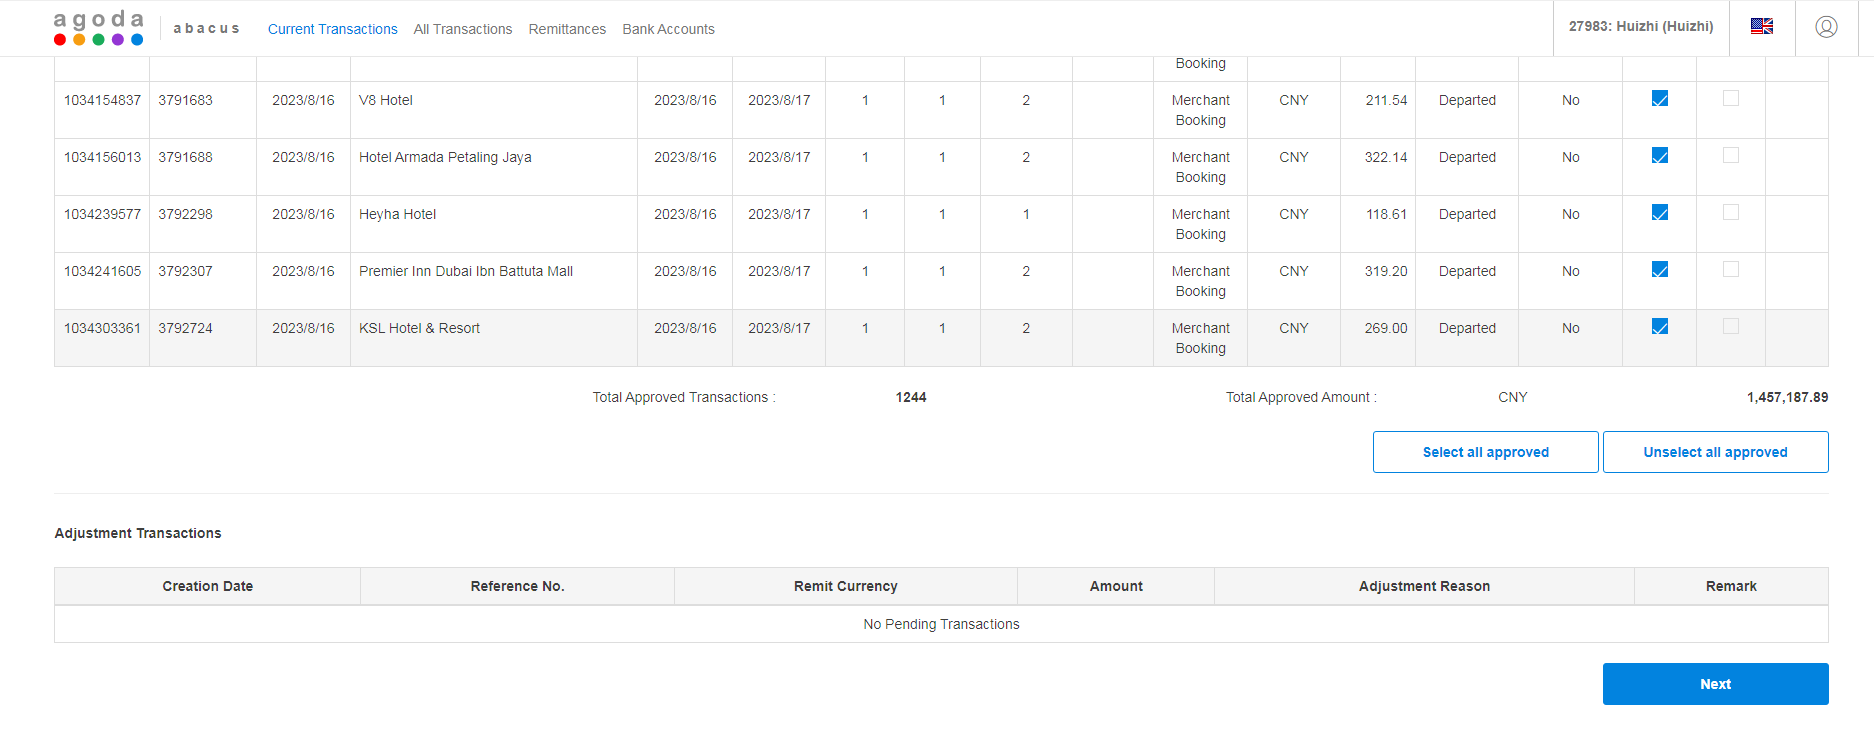 agoda abacus Current Transactions All Transactions Remittances Bank Accounts 27983: Huizhi (Huizhi)
Booking
1034154837 3791683 2023/8/16 V8 Hotel 2023/8/16 2023/8/17 1 1 2 Merchant CNY 211.54 Departed No
Booking
1034156013 3791688 2023/8/16 Hotel Armada Petaling Jaya 2023/8/16 2023/8/17 1 1 2 Merchant CNY 322.14 Departed No
Booking
1034239577 3792298 2023/8/16 Heyha Hotel 2023/8/16 2023/8/17 1 1 1 Merchant CNY 118.61 Departed No
Booking
1034241605 3792307 2023/8/16 Premier Inn Dubai Ibn Battuta Mall 2023/8/16 2023/8/17 1 1 2 Merchant CNY 319.20 Departed No
Booking
1034303361 3792724 2023/8/16 KSL Hotel & Resort 2023/8/16 2023/8/17 1 1 2 Merchant CNY 269.00 Departed No
Booking
Total Approved Transactions : 1244 Total Approved Amount : CNY 1,457,187.89
Select all approved Unselect all approved
Adjustment Transactions
Creation Date Reference No. Remit Currency Amount Adjustment Reason Remark
No Pending Transactions
Next